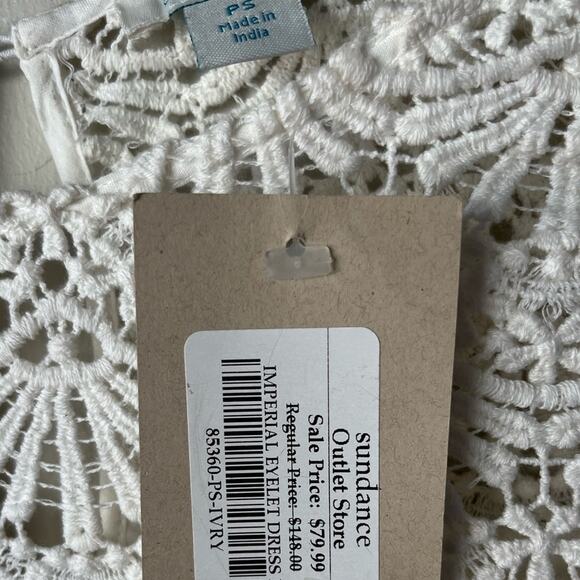 PS
Made in
India
sundance
Outlet Store
Sale Price: $79.99
Regular Price: $148.00
IMPERIAL EYELET DRESS
85360-PS-IVRY